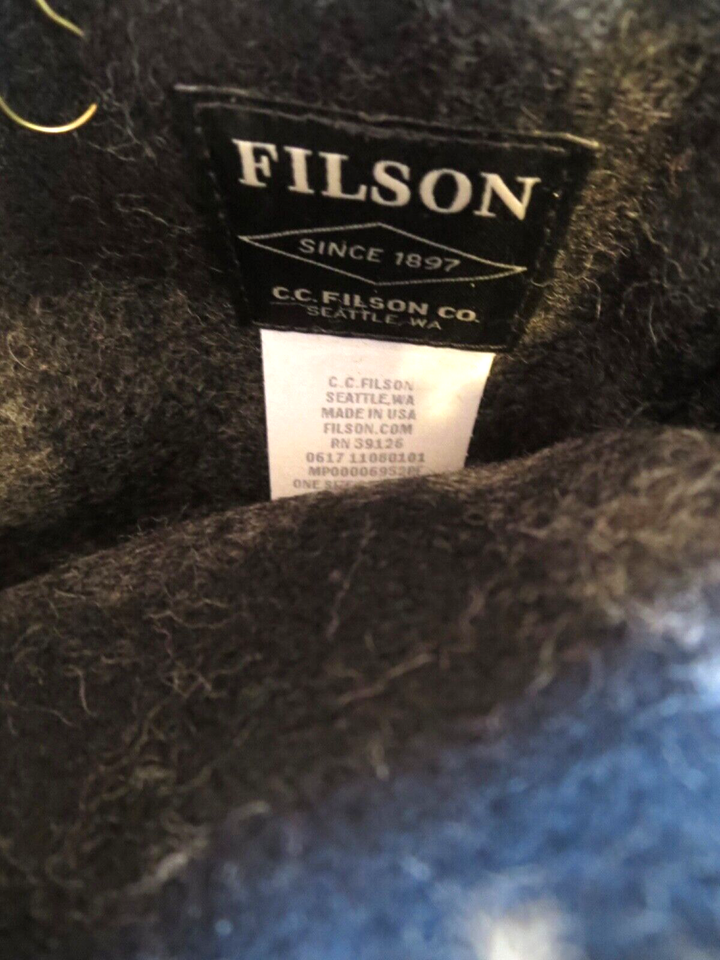 FILSON
SINCE 1897
C.C. FILSON CO.
SEATTLE, WA
C.C.FILSON
SEATTLE,WA
MADE IN USA
FILSON.COM
RN 39126
0617 11080101
ONE